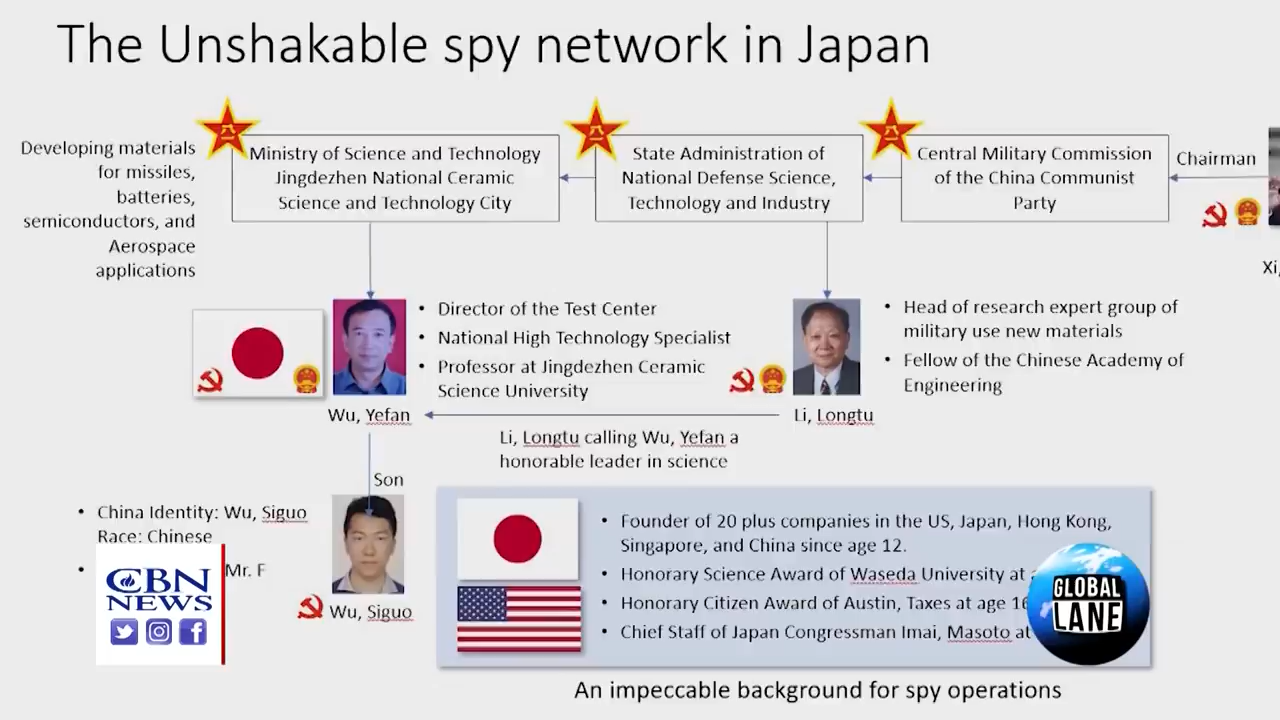 The Unshakable spy network in Japan
Developing materials
for missiles,
batteries,
semiconductors, and
Aerospace
applications
Ministry of Science and Technology
Jingdezhen National Ceramic
Science and Technology City
State Administration of
National Defense Science,
Technology and Industry
Central Military Commission
of the China Communist
Party
Chairman
Xi,
• Director of the Test Center
• National High Technology Specialist
• Professor at Jingdezhen Ceramic
Science University
Wu, Yefan
• Head of research expert group of
military use new materials
• Fellow of the Chinese Academy of
Engineering
Li, Longtu
Li, Longtu calling Wu, Yefan a
honorable leader in science
Son
• China Identity: Wu, Siguo
Race: Chinese
• Mr. F
Wu, Siguo
• Founder of 20 plus companies in the US, Japan, Hong Kong,
Singapore, and China since age 12.
• Honorary Science Award of Waseda University at
• Honorary Citizen Award of Austin, Taxes at age 16
• Chief Staff of Japan Congressman Imai, Masoto at
An impeccable background for spy operations
CBN
NEWS
GLOBAL
LANE